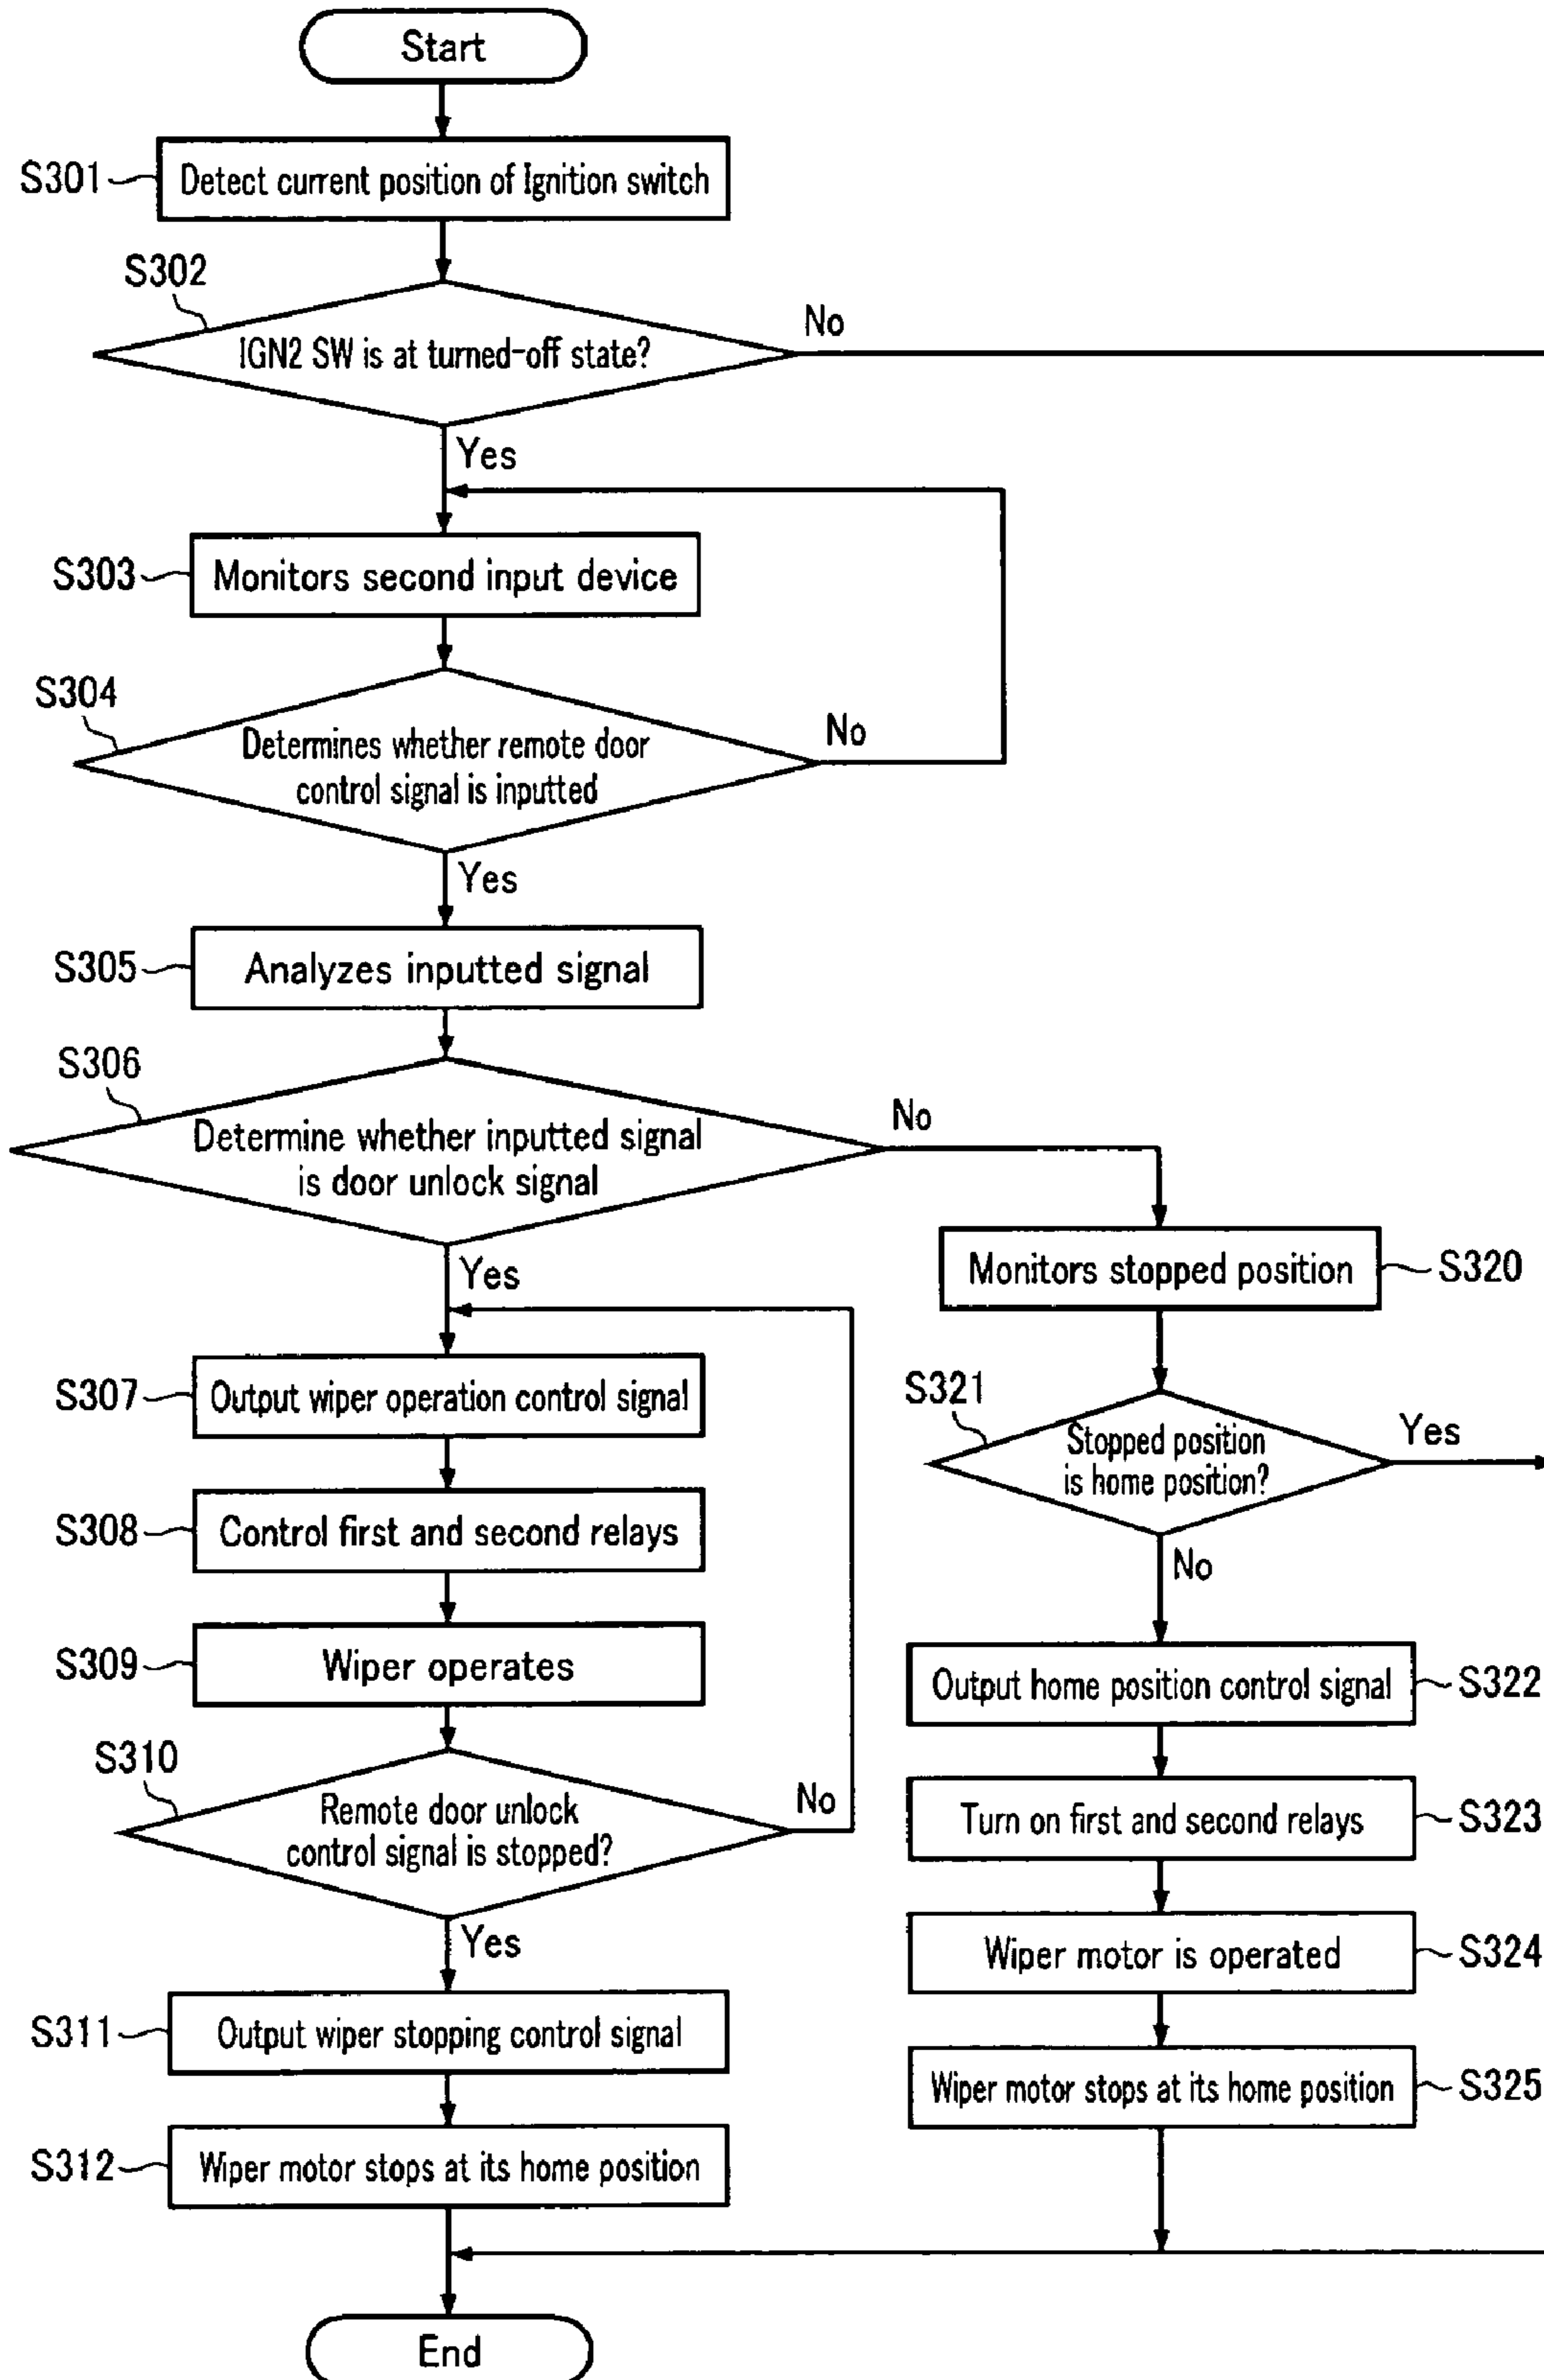 Start
S301
Detect current position of Ignition switch
S302
IGN2 SW is at turned-off state?
No
Yes
S303
Monitors second input device
S304
Determines whether remote door
control signal is inputted
No
Yes
S305
Analyzes inputted signal
S306
Determine whether inputted signal
is door unlock signal
No
Yes
S307
Output wiper operation control signal
S308
Control first and second relays
S309
Wiper operates
S310
Remote door unlock
control signal is stopped?
No
Yes
S311
Output wiper stopping control signal
S312
Wiper motor stops at its home position
Monitors stopped position
S320
S321
Stopped position
is home position?
Yes
No
Output home position control signal
S322
Turn on first and second relays
S323
Wiper motor is operated
S324
Wiper motor stops at its home position
S325
End